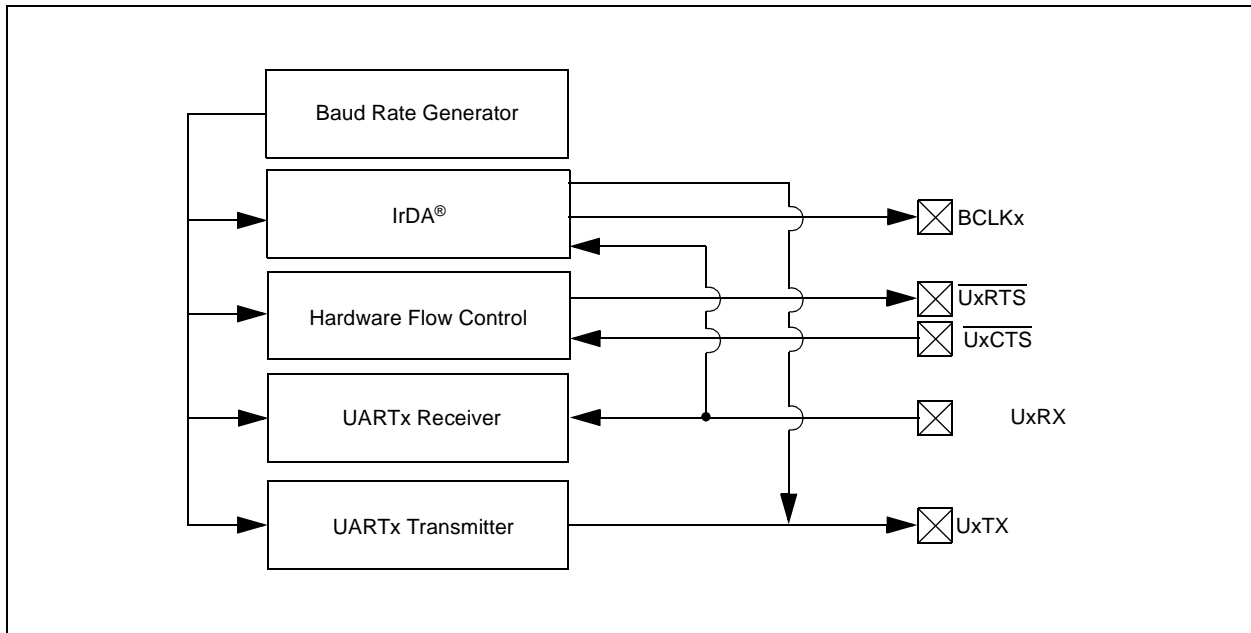 Baud Rate Generator
IrDA®
BCLKx
UxRTS
Hardware Flow Control
UxCTS
UARTx Receiver
UxRX
UARTx Transmitter
UxTX